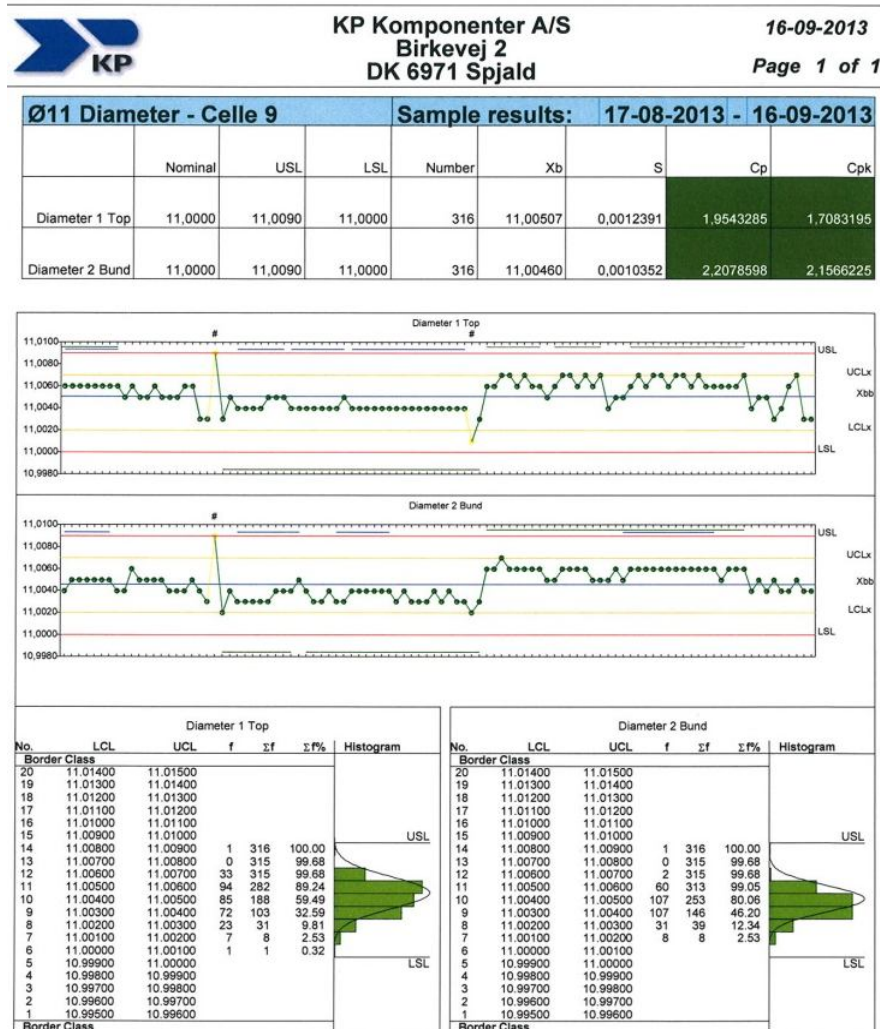 KP
KP Komponenter A/S
Birkevej 2
DK 6971 Spjald
16-09-2013
Page 1 of 1
Ø11 Diameter - Celle 9 Sample results: 17-08-2013 - 16-09-2013
Nominal USL LSL Number Xb S Cp Cpk
Diameter 1 Top 11,0000 11,0090 11,0000 316 11,00507 0,0012391 1,9543285 1,7083195
Diameter 2 Bund 11,0000 11,0090 11,0000 316 11,00460 0,0010352 2,2078598 2,1566225
Diameter 1 Top
# #
11,0100
USL
11,0080
UCLx
11,0060
Xbb
11,0040
LCLx
11,0020
11,0000
LSL
10,9980
Diameter 2 Bund
#
11,0100
USL
11,0080
UCLx
11,0060
Xbb
11,0040
LCLx
11,0020
11,0000
LSL
10,9980
Diameter 1 Top
No. LCL UCL f Σf Σf% Histogram
Border Class
20 11.01400 11.01500
19 11.01300 11.01400
18 11.01200 11.01300
17 11.01100 11.01200
16 11.01000 11.01100
15 11.00900 11.01000
USL
14 11.00800 11.00900 1 316 100.00
13 11.00700 11.00800 0 315 99.68
12 11.00600 11.00700 33 315 99.68
11 11.00500 11.00600 94 282 89.24
10 11.00400 11.00500 85 188 59.49
9 11.00300 11.00400 72 103 32.59
8 11.00200 11.00300 23 31 9.81
7 11.00100 11.00200 7 8 2.53
6 11.00000 11.00100 1 1 0.32
5 10.99900 11.00000
LSL
4 10.99800 10.99900
3 10.99700 10.99800
2 10.99600 10.99700
1 10.99500 10.99600
Border Class
Diameter 2 Bund
No. LCL UCL f Σf Σf% Histogram
Border Class
20 11.01400 11.01500
19 11.01300 11.01400
18 11.01200 11.01300
17 11.01100 11.01200
16 11.01000 11.01100
15 11.00900 11.01000
USL
14 11.00800 11.00900 1 316 100.00
13 11.00700 11.00800 0 315 99.68
12 11.00600 11.00700 2 315 99.68
11 11.00500 11.00600 60 313 99.05
10 11.00400 11.00500 107 253 80.06
9 11.00300 11.00400 107 146 46.20
8 11.00200 11.00300 31 39 12.34
7 11.00100 11.00200 8 8 2.53
6 11.00000 11.00100
5 10.99900 11.00000
LSL
4 10.99800 10.99900
3 10.99700 10.99800
2 10.99600 10.99700
1 10.99500 10.99600
Border Class